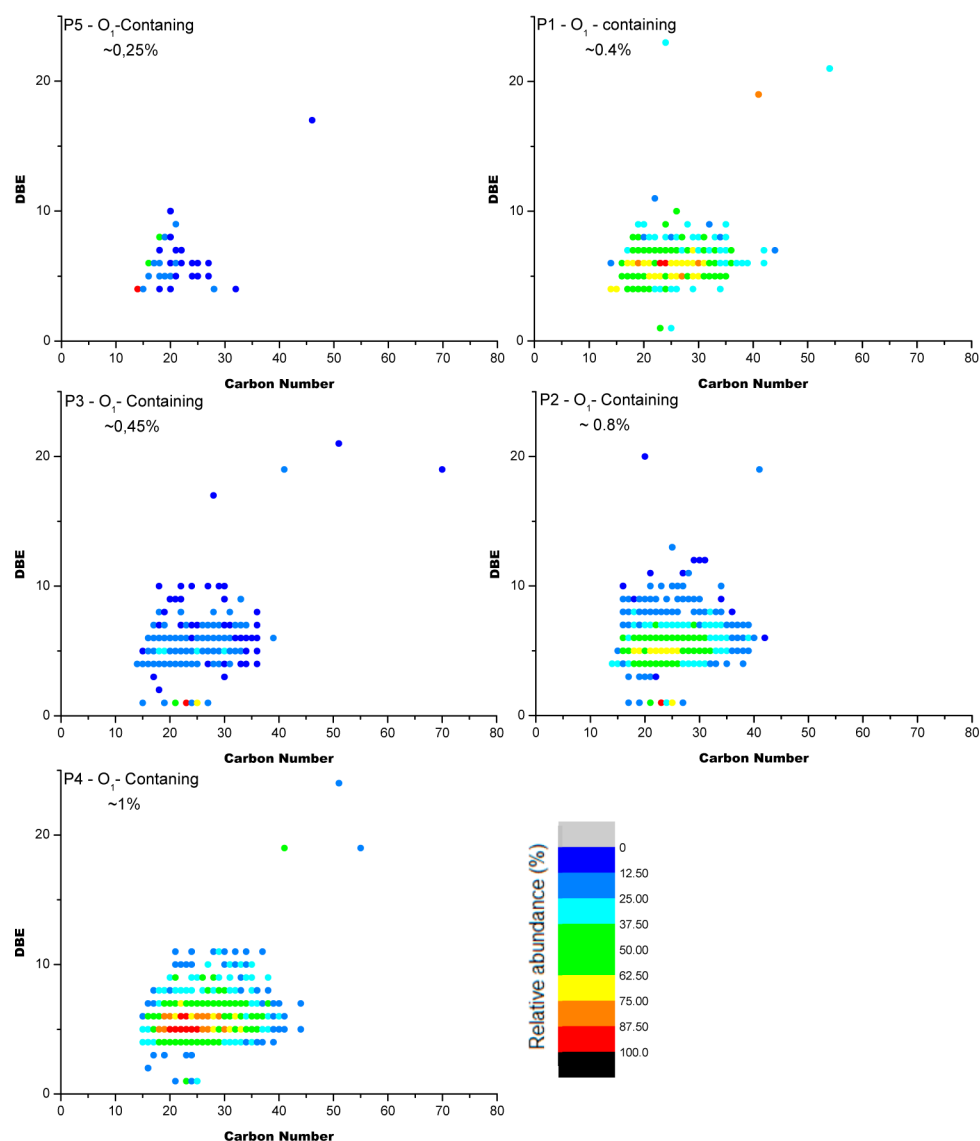 P5 - O₁-Contaning
~0,25%
DBE
20
10
0
0 10 20 30 40 50 60 70 80
Carbon Number
P1 - O₁ - containing
~0.4%
DBE
20
10
0
0 10 20 30 40 50 60 70 80
Carbon Number
P3 - O₁- Containing
~0,45%
DBE
20
10
0
0 10 20 30 40 50 60 70 80
Carbon Number
P2 - O₁- Containing
~ 0.8%
DBE
20
10
0
0 10 20 30 40 50 60 70 80
Carbon Number
P4 - O₁- Contaning
~1%
DBE
20
10
0
0 10 20 30 40 50 60 70 80
Carbon Number
Relative abundance (%)
0
12.50
25.00
37.50
50.00
62.50
75.00
87.50
100.0